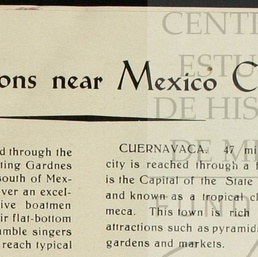 CENT
ESTU
ons near Mexico C
DE HIS
DE M
d through the
ting Gardnes
south of Mex-
ver an excel-
ive boatmen
ir flat-bottom
mble singers
reach typical
CUERNAVACA. 47 mi
city is reached through a
is the Capital of the State
and known as a tropical cl
meca. This town is rich
attractions such as pyramid
gardens and markets.
FUND